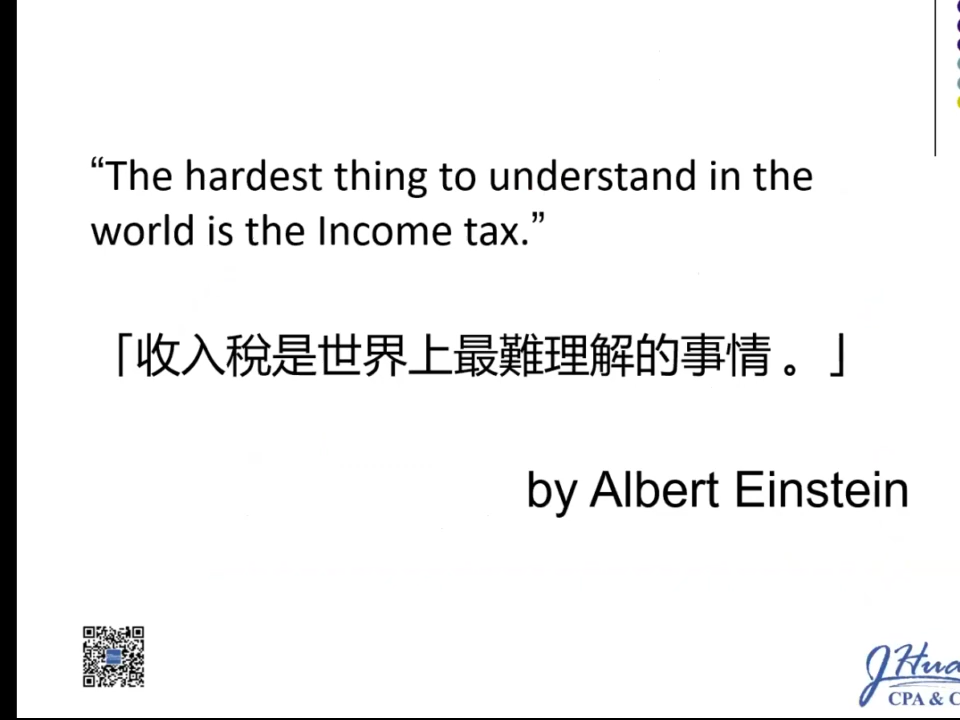 “The hardest thing to understand in the
world is the Income tax.”
「收入稅是世界上最難理解的事情。」
by Albert Einstein
CPA &